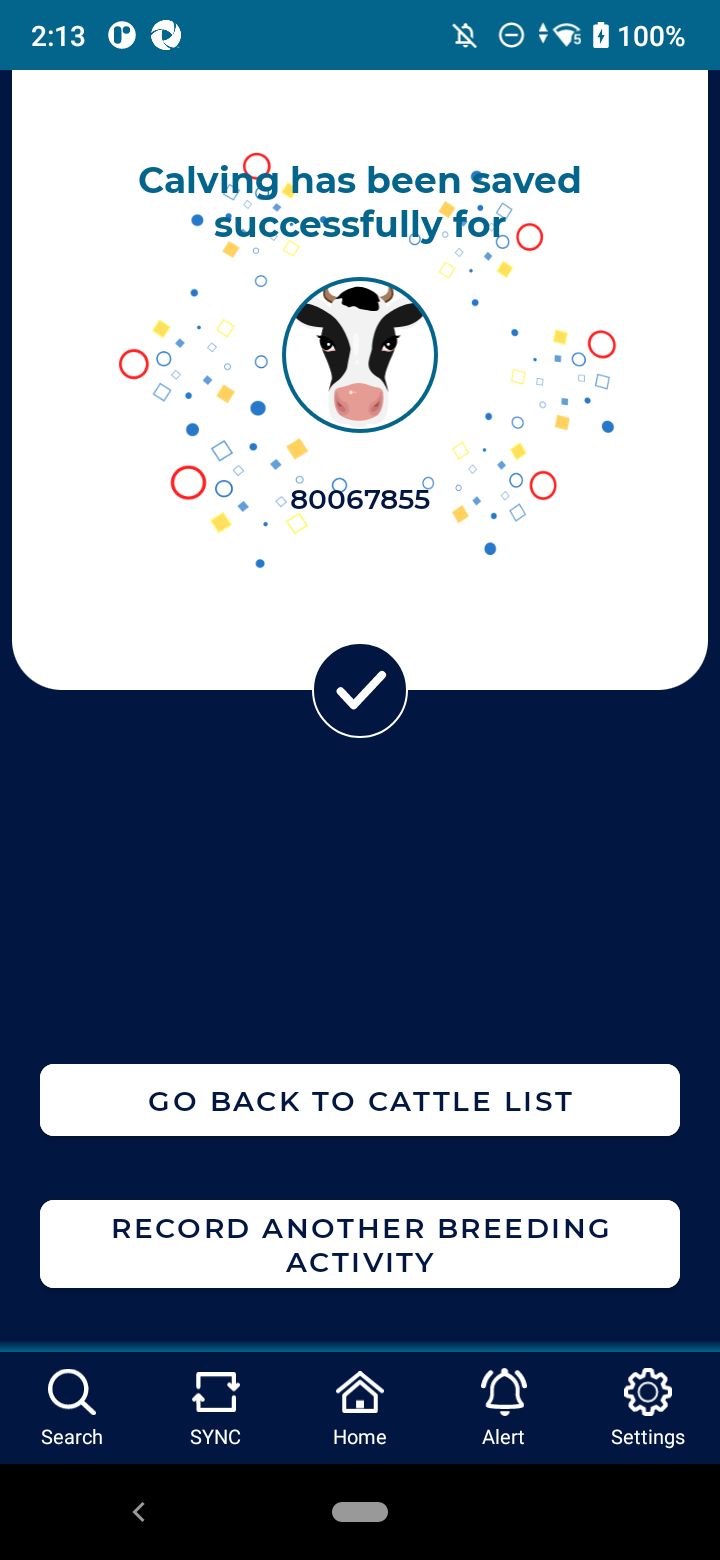 2:13
5
100%
Calving has been saved
successfully for
80067855
GO BACK TO CATTLE LIST
RECORD ANOTHER BREEDING
ACTIVITY
Search
SYNC
Home
Alert
Settings